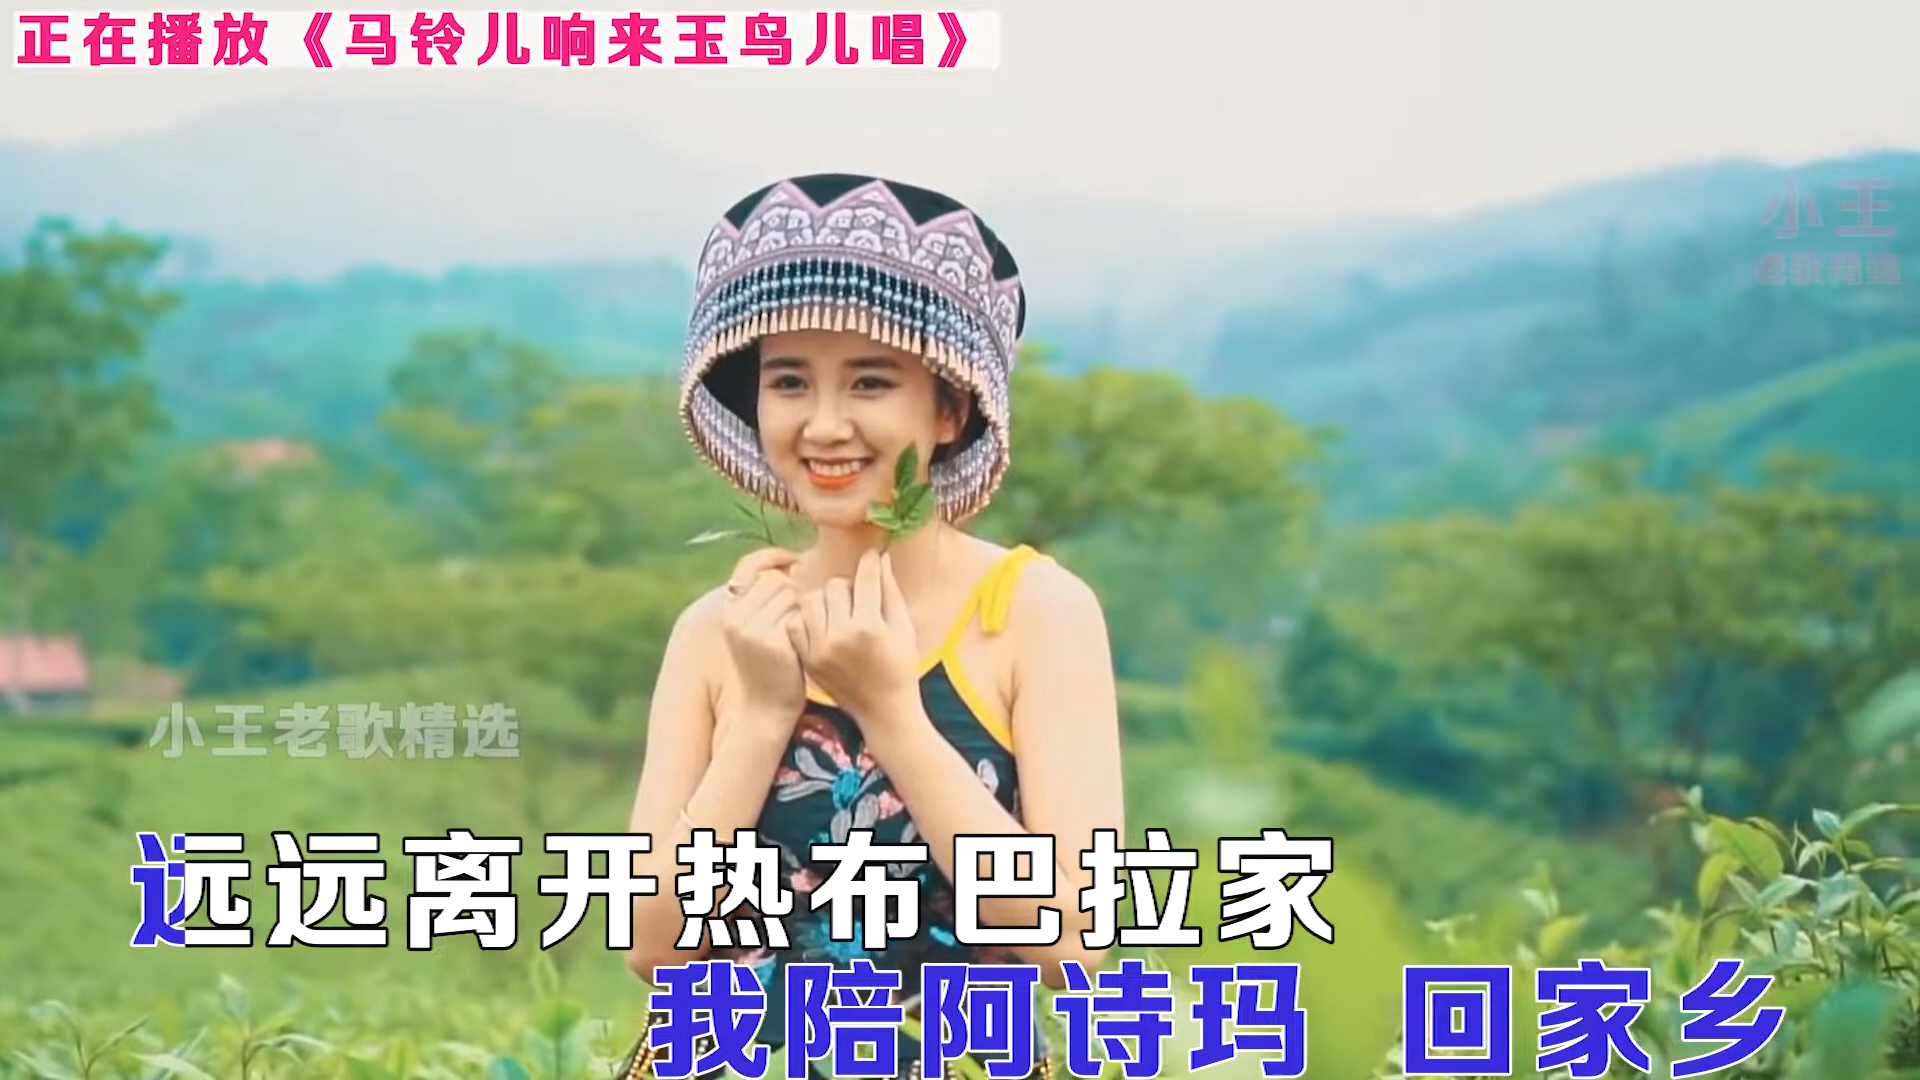 正在播放《马铃儿响来玉鸟儿唱》
小王
老歌精选
小王老歌精选
远远离开热布巴拉家
我陪阿诗玛 回家乡